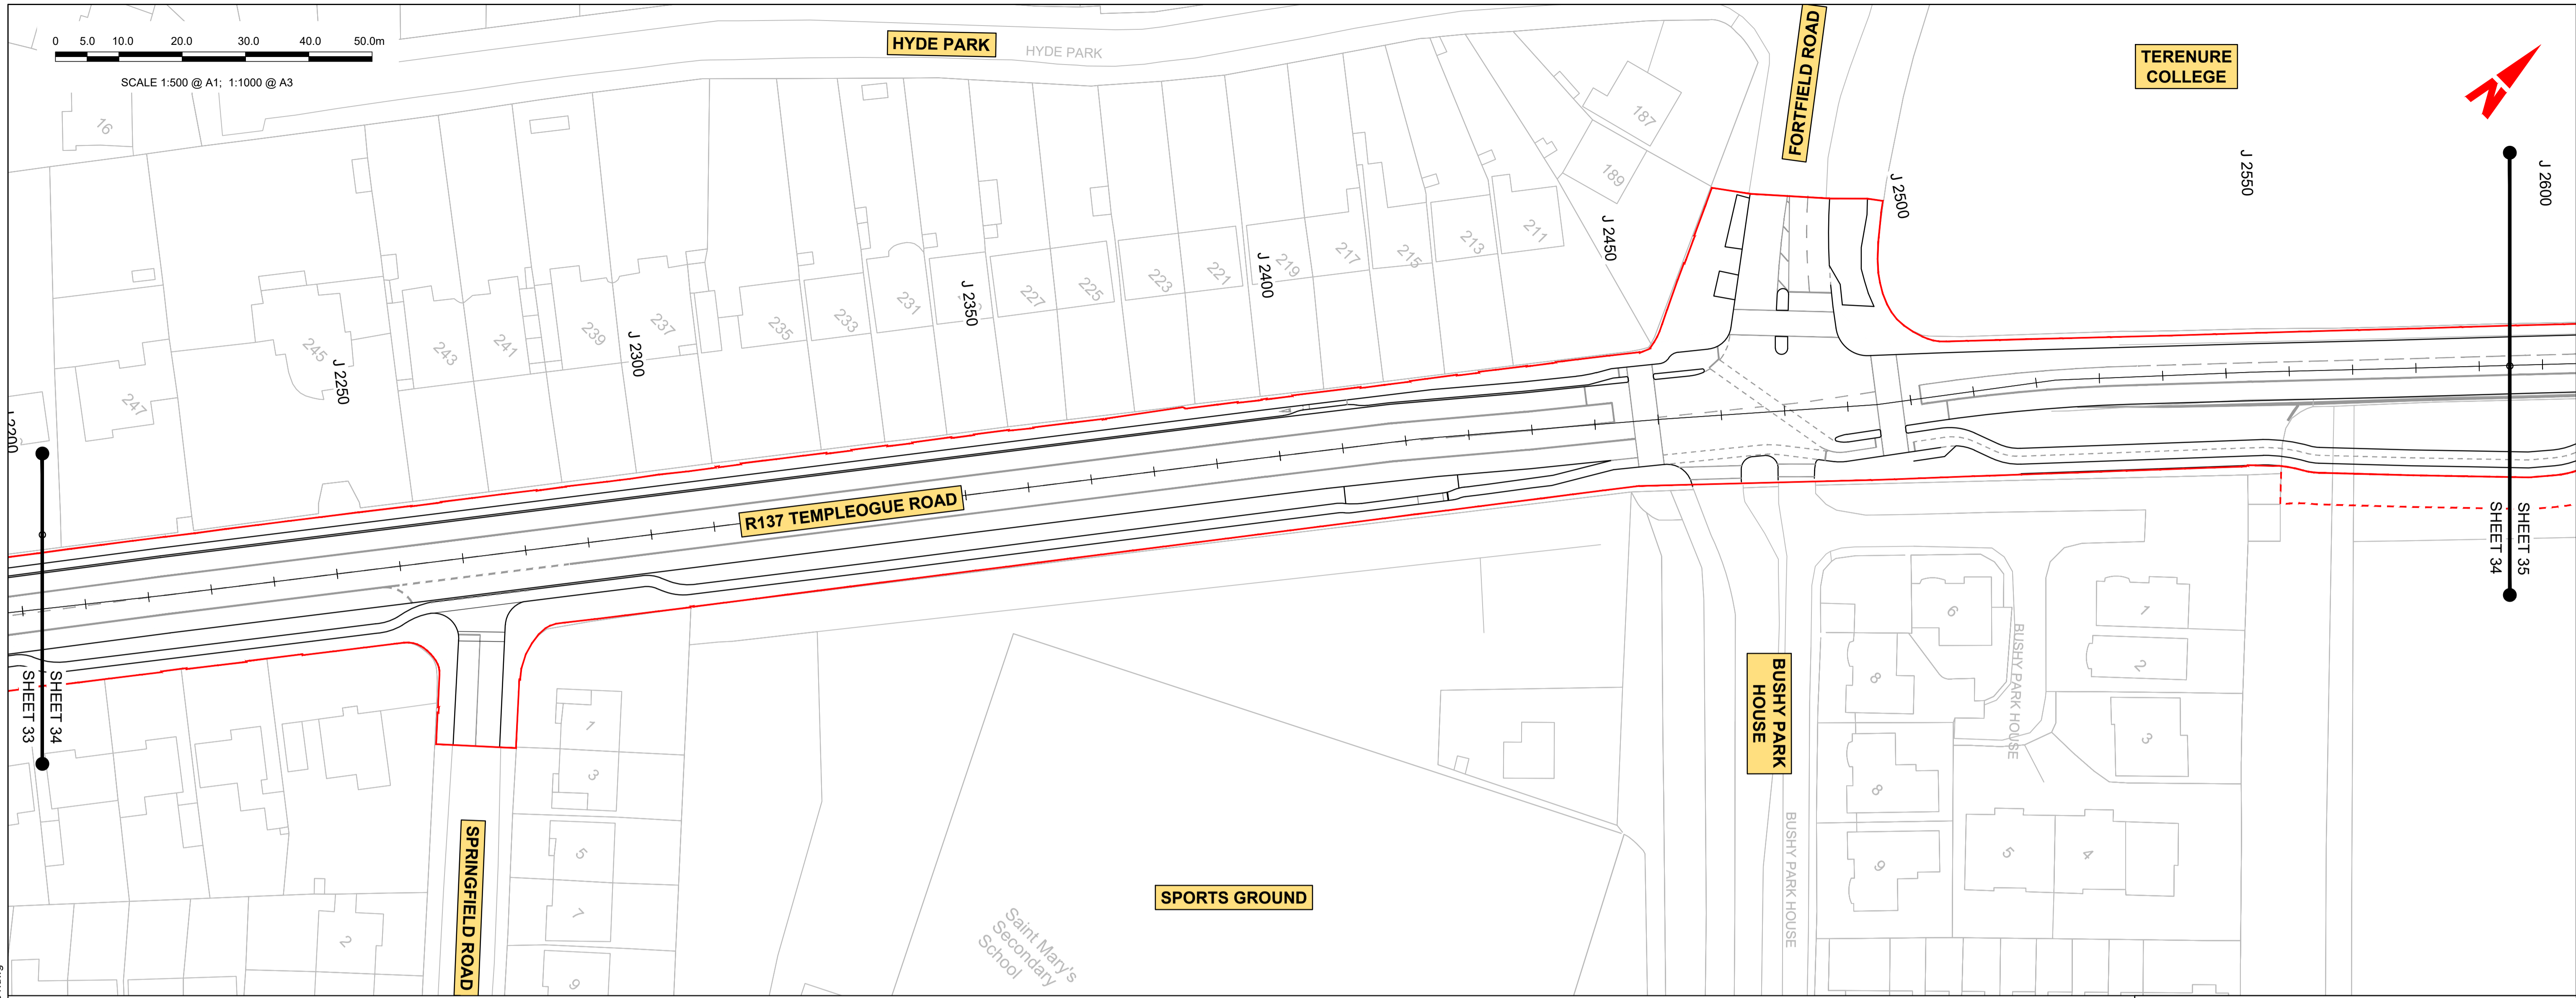 0 5.0 10.0 20.0 30.0 40.0 50.0m
SCALE 1:500 @ A1; 1:1000 @ A3
HYDE PARK
HYDE PARK
FORTFIELD ROAD
TERENURE
COLLEGE
N
16
187
189
J 2450
J 2500
J 2550
J 2600
247
245
J 2250
243
241
239
J 2300
237
235
233
231
J 2350
227
225
223
221
J 2400
219
217
215
213
211
J 2200
R137 TEMPLEOGUE ROAD
SHEET 34
SHEET 33
SHEET 35
SHEET 34
1
3
5
7
9
2
SPRINGFIELD ROAD
SPORTS GROUND
Saint Mary's
Secondary
School
BUSHY PARK
HOUSE
BUSHY PARK HOUSE
BUSHY PARK HOUSE
6
8
8
9
1
2
3
5
4